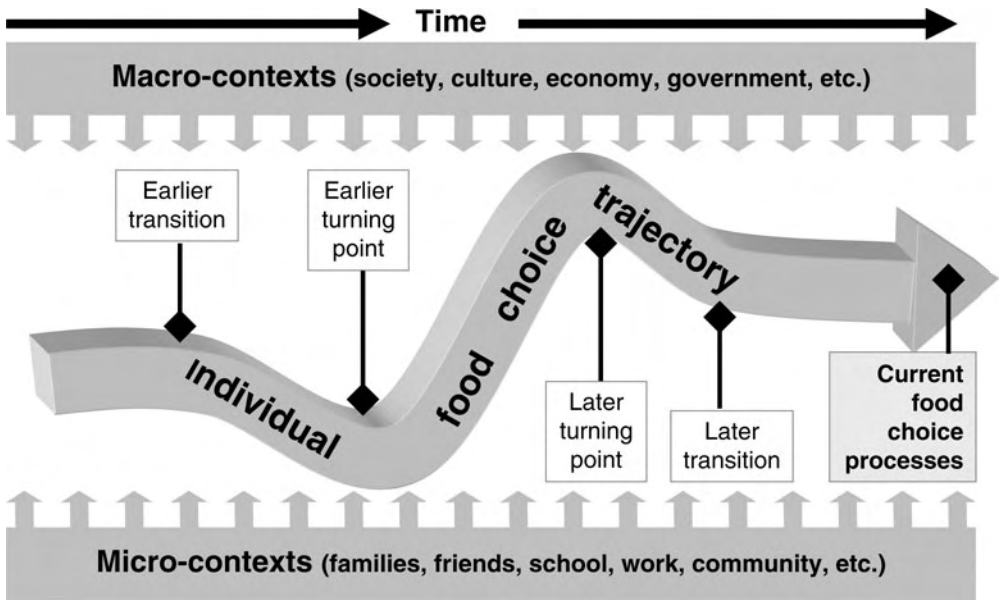 Time
Macro-contexts (society, culture, economy, government, etc.)
Earlier
transition
Earlier
turning
point
Individual food choice trajectory
Later
turning
point
Later
transition
Current
food
choice
processes
Micro-contexts (families, friends, school, work, community, etc.)